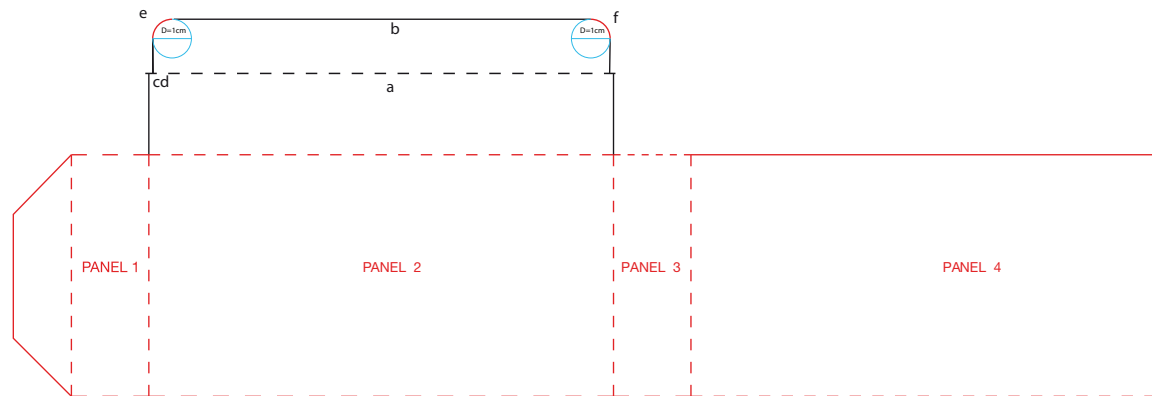 e
f
D=1cm
b
D=1cm
cd
a
PANEL 1
PANEL 2
PANEL 3
PANEL 4